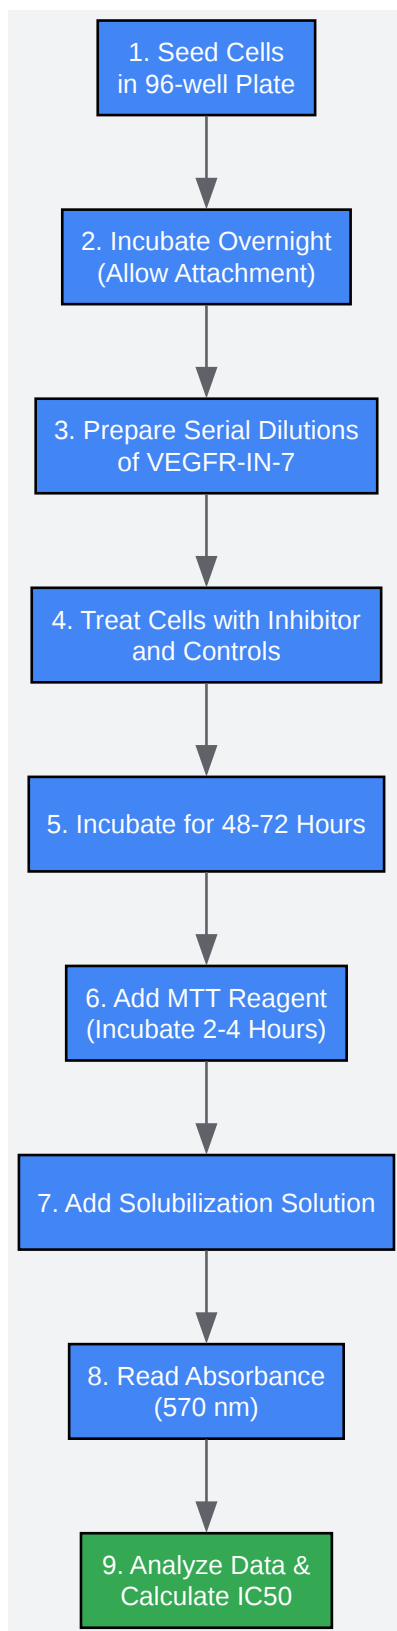 1. Seed Cells
in 96-well Plate
2. Incubate Overnight
(Allow Attachment)
3. Prepare Serial Dilutions
of VEGFR-IN-7
4. Treat Cells with Inhibitor
and Controls
5. Incubate for 48-72 Hours
6. Add MTT Reagent
(Incubate 2-4 Hours)
7. Add Solubilization Solution
8. Read Absorbance
(570 nm)
9. Analyze Data &
Calculate IC50